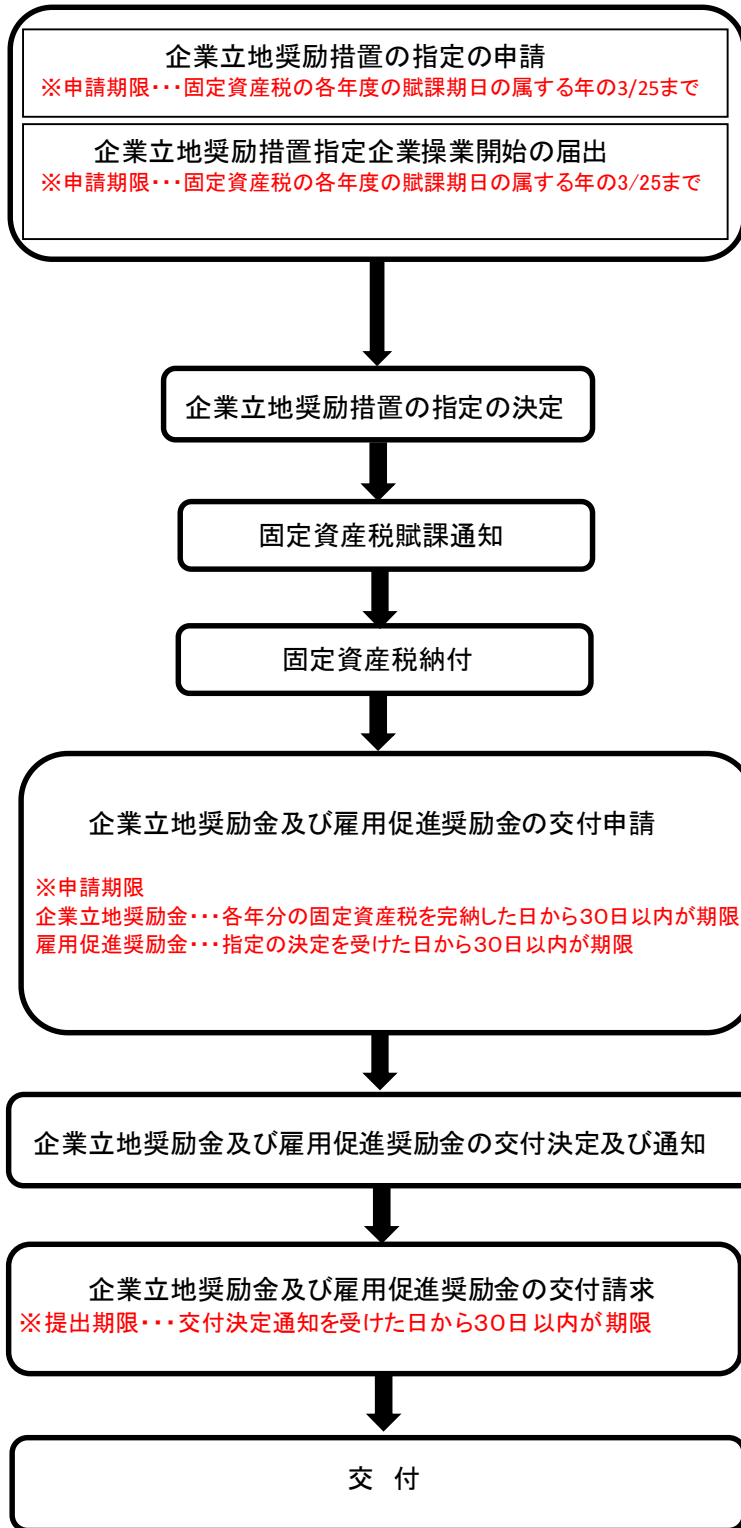 企業立地奨励措置の指定の申請
※申請期限・・・固定資産税の各年度の賦課期日の属する年の3/25まで
企業立地奨励措置指定企業操業開始の届出
※申請期限・・・固定資産税の各年度の賦課期日の属する年の3/25まで
企業立地奨励措置の指定の決定
固定資産税賦課通知
固定資産税納付
企業立地奨励金及び雇用促進奨励金の交付申請
※申請期限
企業立地奨励金・・・各年分の固定資産税を完納した日から30日以内が期限
雇用促進奨励金・・・指定の決定を受けた日から30日以内が期限
企業立地奨励金及び雇用促進奨励金の交付決定及び通知
企業立地奨励金及び雇用促進奨励金の交付請求
※提出期限・・・交付決定通知を受けた日から30日以内が期限
交 付